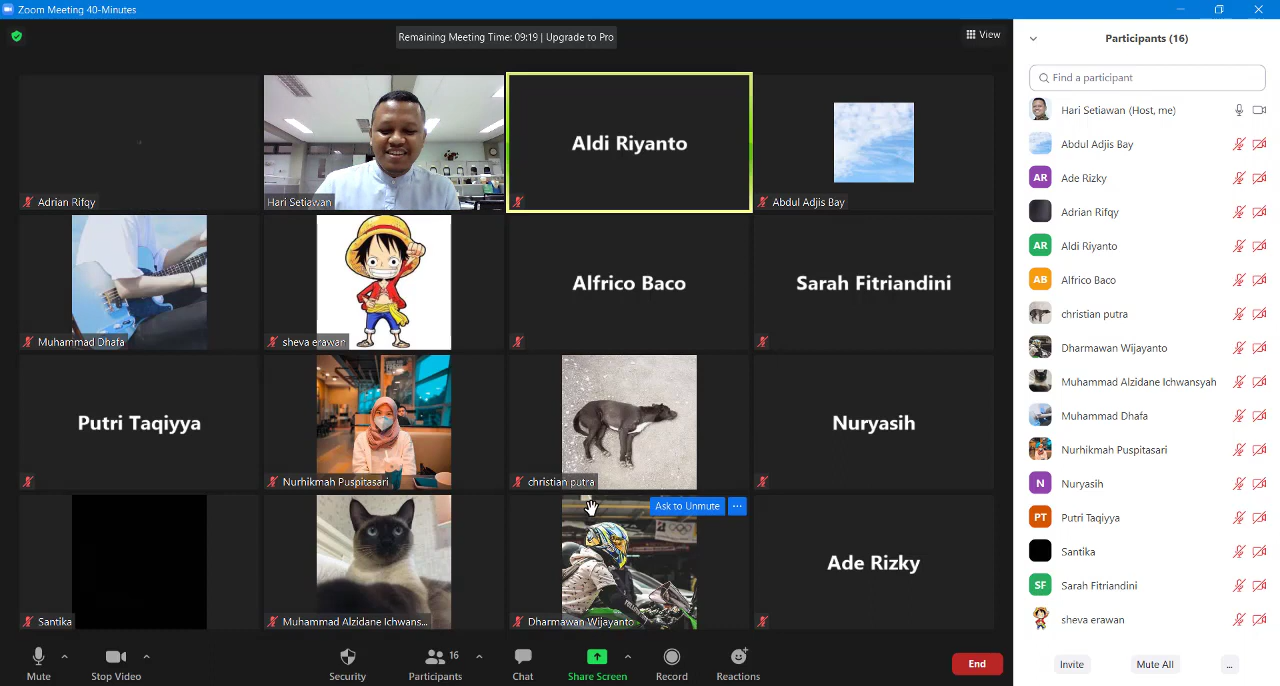 Zoom Meeting 40-Minutes
Remaining Meeting Time: 09:19 | Upgrade to Pro
View
Adrian Rifqy
Hari Setiawan
Aldi Riyanto
Abdul Adjis Bay
Muhammad Dhafa
sheva erawan
Alfrico Baco
Sarah Fitriandini
Putri Taqiyya
Nurhikmah Puspitasari
christian putra
Nuryasih
Santika
Muhammad Alzidane Ichwans...
Ask to Unmute ...
Dharmawan Wijayanto
Ade Rizky
Mute
Stop Video
Security
16
Participants
Chat
Share Screen
Record
Reactions
End
Participants (16)
Find a participant
Hari Setiawan (Host, me)
Abdul Adjis Bay
AR Ade Rizky
Adrian Rifqy
AR Aldi Riyanto
AB Alfrico Baco
christian putra
Dharmawan Wijayanto
Muhammad Alzidane Ichwansyah
Muhammad Dhafa
Nurhikmah Puspitasari
N Nuryasih
PT Putri Taqiyya
Santika
SF Sarah Fitriandini
sheva erawan
Invite Mute All ...